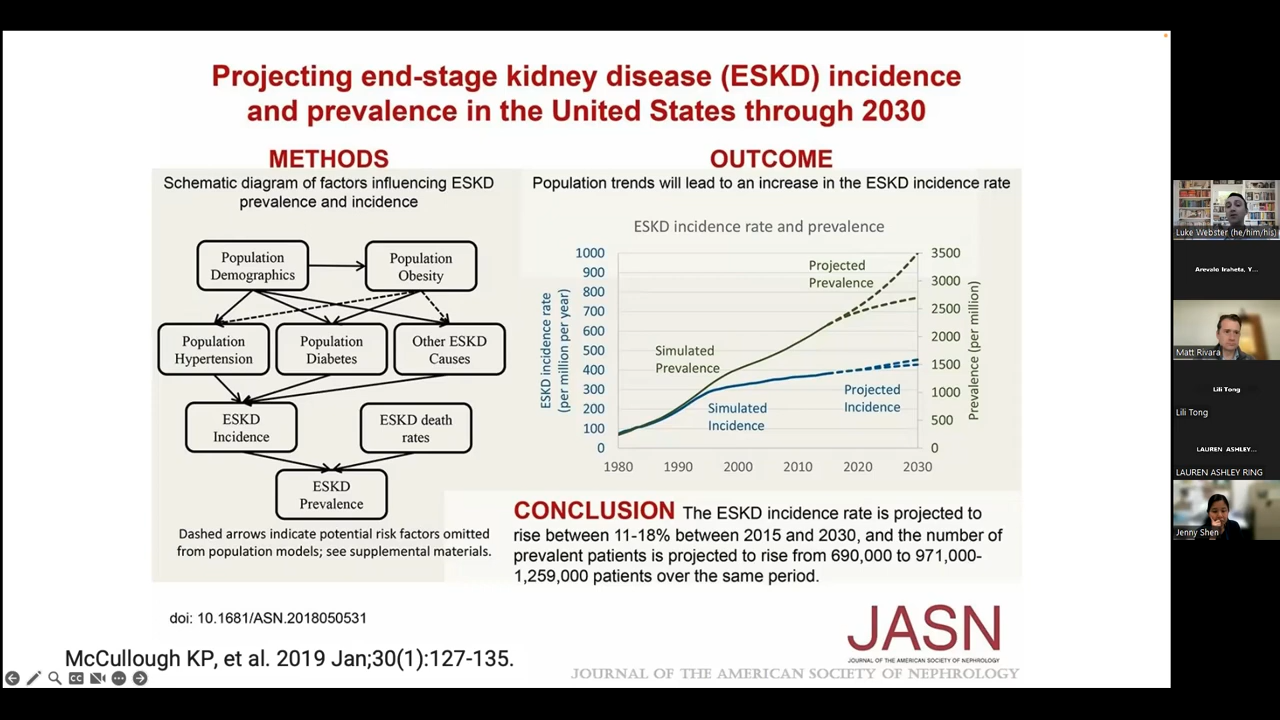 Projecting end-stage kidney disease (ESKD) incidence
and prevalence in the United States through 2030
METHODS
Schematic diagram of factors influencing ESKD
prevalence and incidence
Population
Demographics
Population
Obesity
Population
Hypertension
Population
Diabetes
Other ESKD
Causes
ESKD
Incidence
ESKD death
rates
ESKD
Prevalence
Dashed arrows indicate potential risk factors omitted
from population models; see supplemental materials.
OUTCOME
Population trends will lead to an increase in the ESKD incidence rate
ESKD incidence rate and prevalence
ESKD incidence rate
(per million per year)
1000
900
800
700
600
500
400
300
200
100
0
Simulated
Prevalence
Projected
Prevalence
Simulated
Incidence
Projected
Incidence
3500
3000
2500
2000
1500
1000
500
0
Prevalence (per million)
1980 1990 2000 2010 2020 2030
CONCLUSION The ESKD incidence rate is projected to
rise between 11-18% between 2015 and 2030, and the number of
prevalent patients is projected to rise from 690,000 to 971,000-
1,259,000 patients over the same period.
doi: 10.1681/ASN.2018050531
JASN
JOURNAL OF THE AMERICAN SOCIETY OF NEPHROLOGY
McCullough KP, et al. 2019 Jan;30(1):127-135.
JOURNAL OF THE AMERICAN SOCIETY OF NEPHROLOGY
CC
Luke Webster (he/him/his)
Arevalo Iraheta, Y...
Matt Rivara
Lili Tong
Lili Tong
LAUREN ASHLEY...
LAUREN ASHLEY RING
Jenny Shen